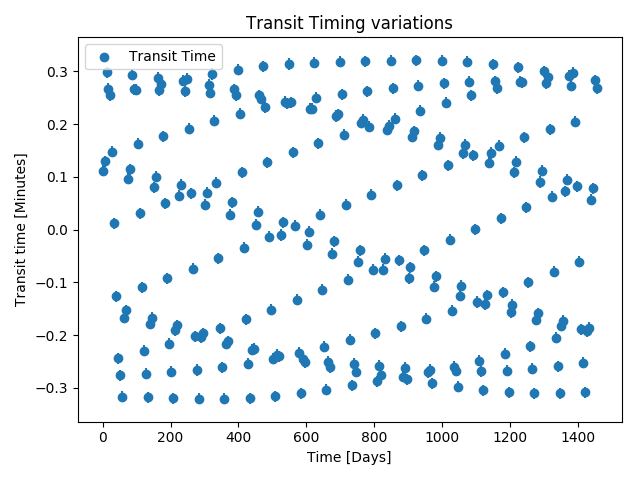 Transit Timing variations
Transit Time
Transit time [Minutes]
0.3
0.2
0.1
0.0
−0.1
−0.2
−0.3
0 200 400 600 800 1000 1200 1400
Time [Days]